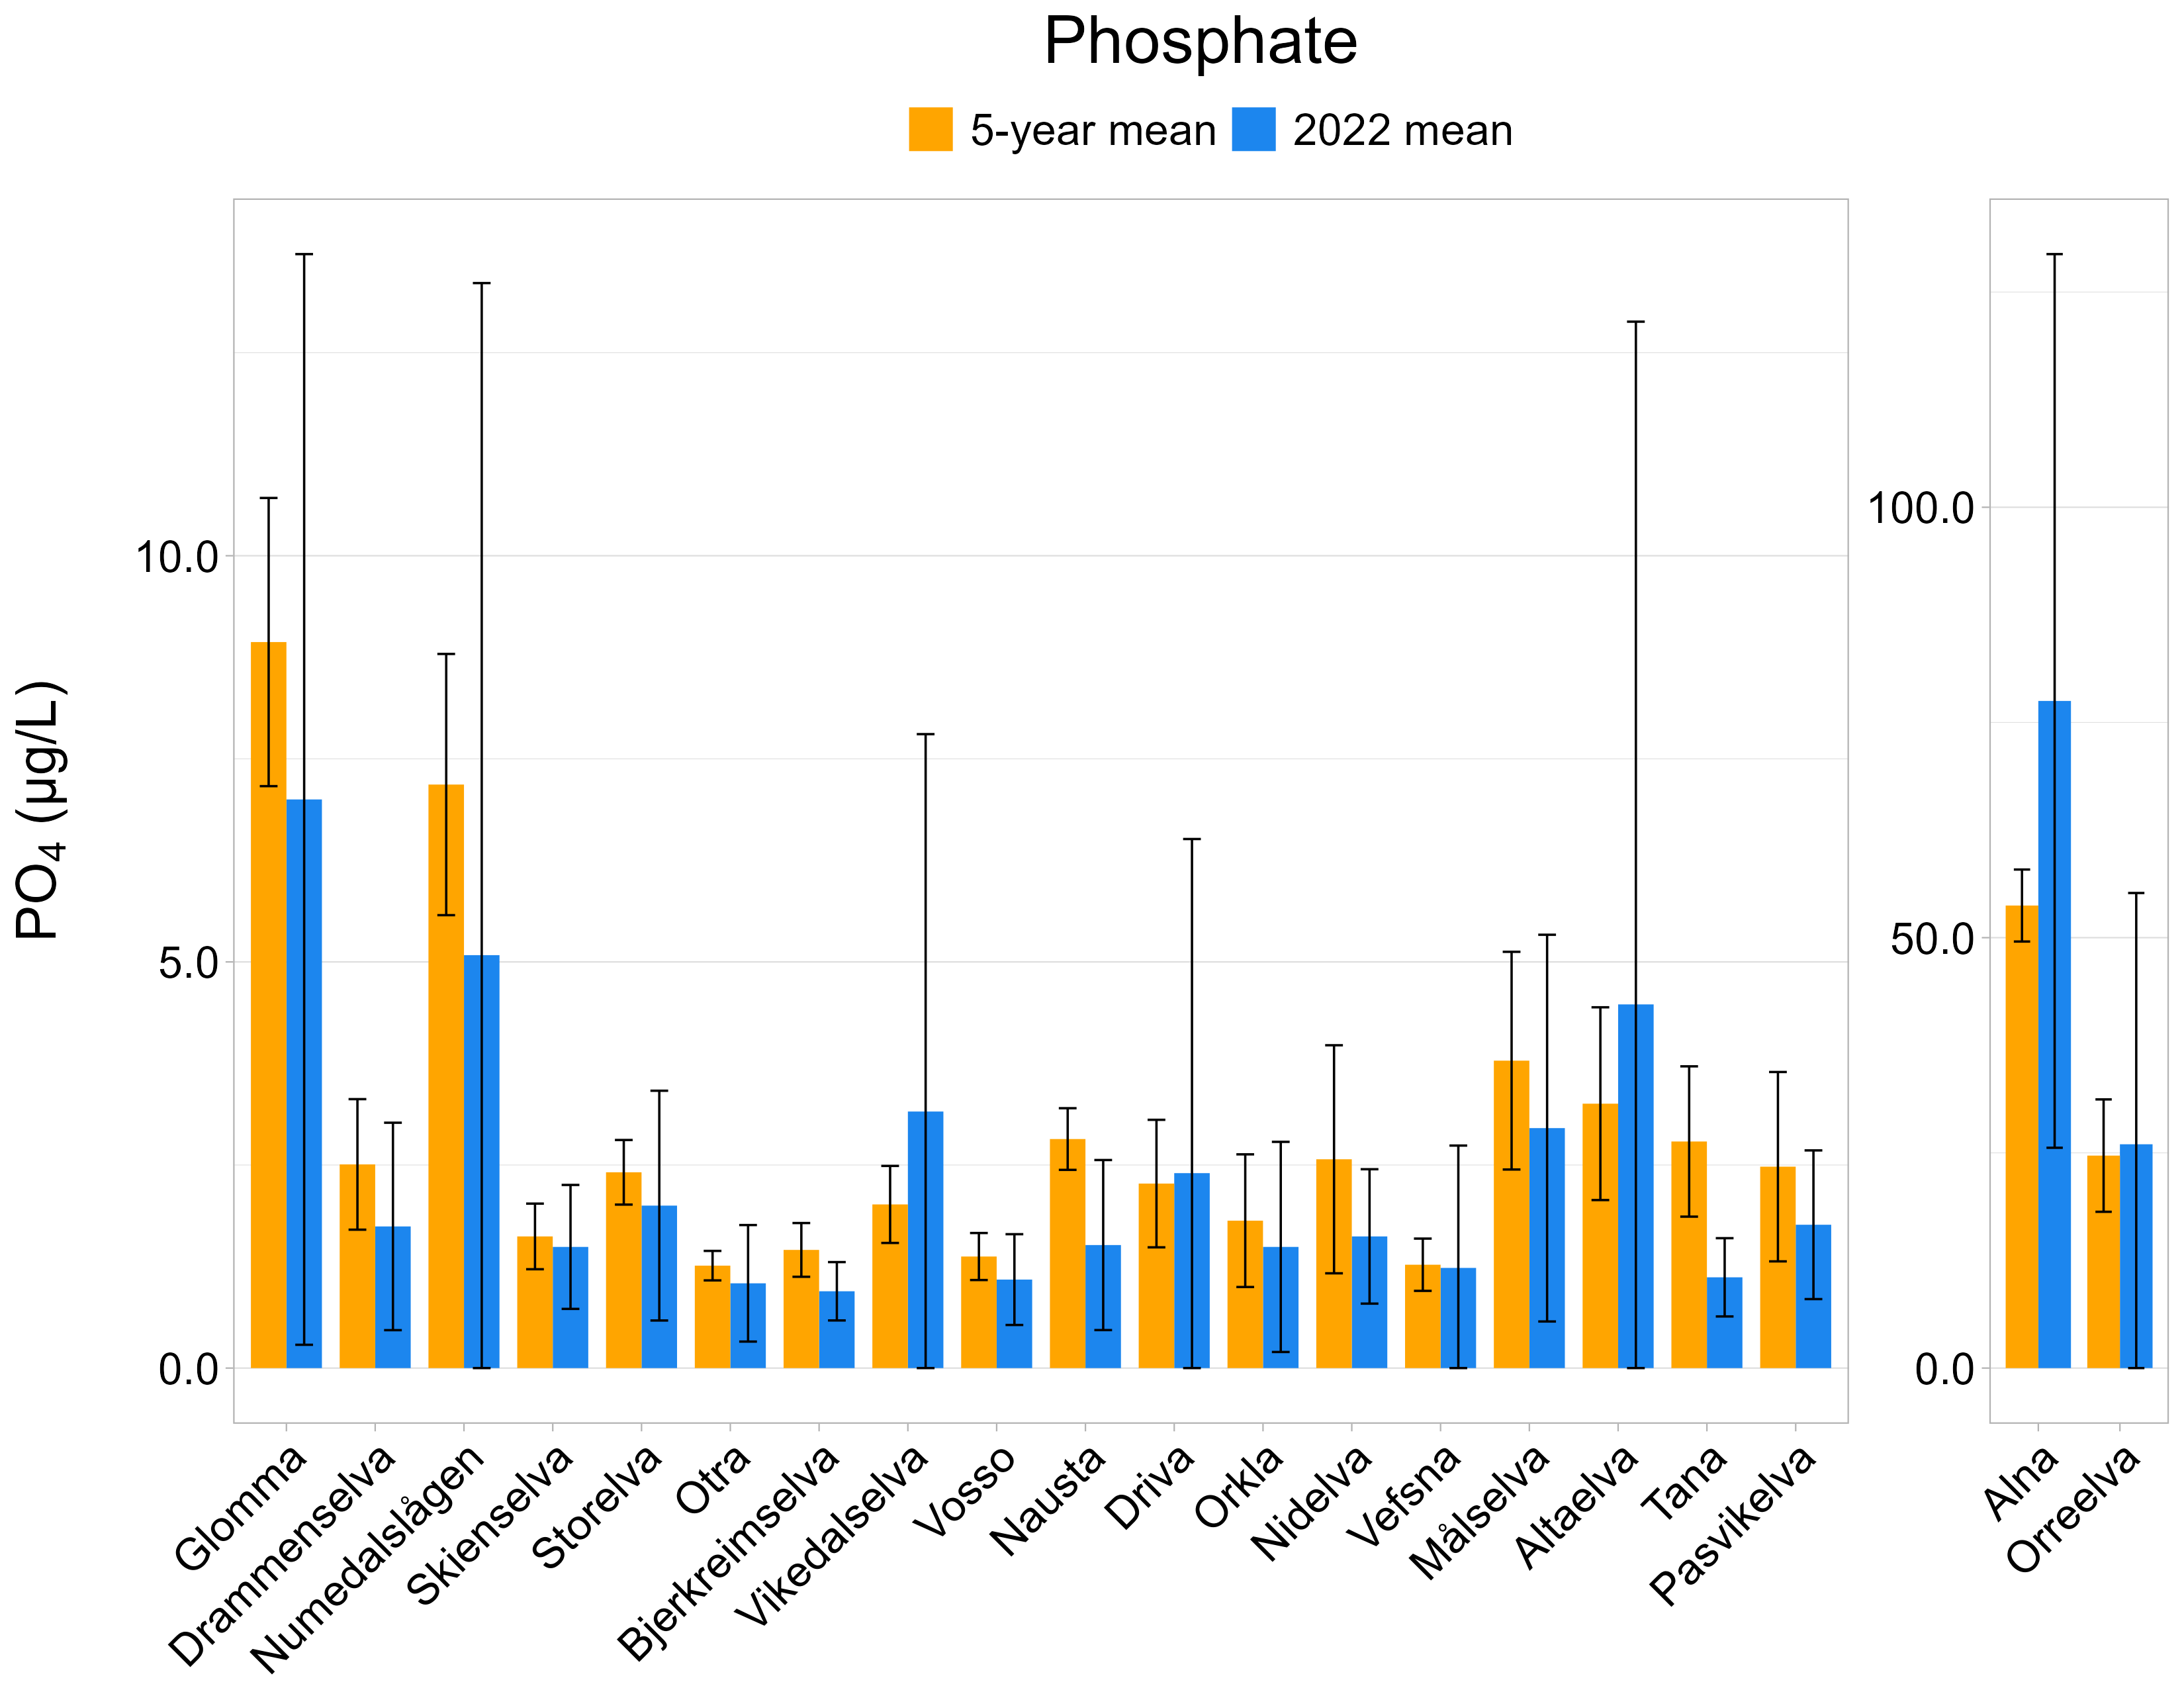 Phosphate
5-year mean 2022 mean
PO4 (µg/L)
10.0
5.0
0.0
100.0
50.0
0.0
Glomma
Drammenselva
Numedalslågen
Skienselva
Storelva
Otra
Bjerkreimselva
Vikedalselva
Vosso
Nausta
Driva
Orkla
Nidelva
Vefsna
Målselva
Altaelva
Tana
Pasvikelva
Alna
Orreelva